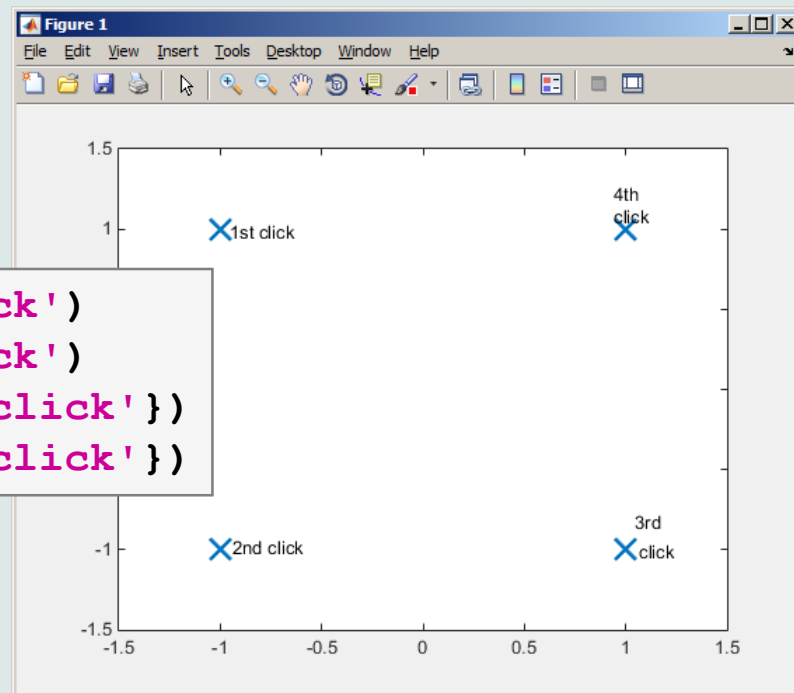 Figure 1
File Edit View Insert Tools Desktop Window Help
1.5
4th
click
1
1st click
ck')
ck')
click'})
click'})
3rd
-1
2nd click
click
-1.5
-1.5 -1 -0.5 0 0.5 1 1.5